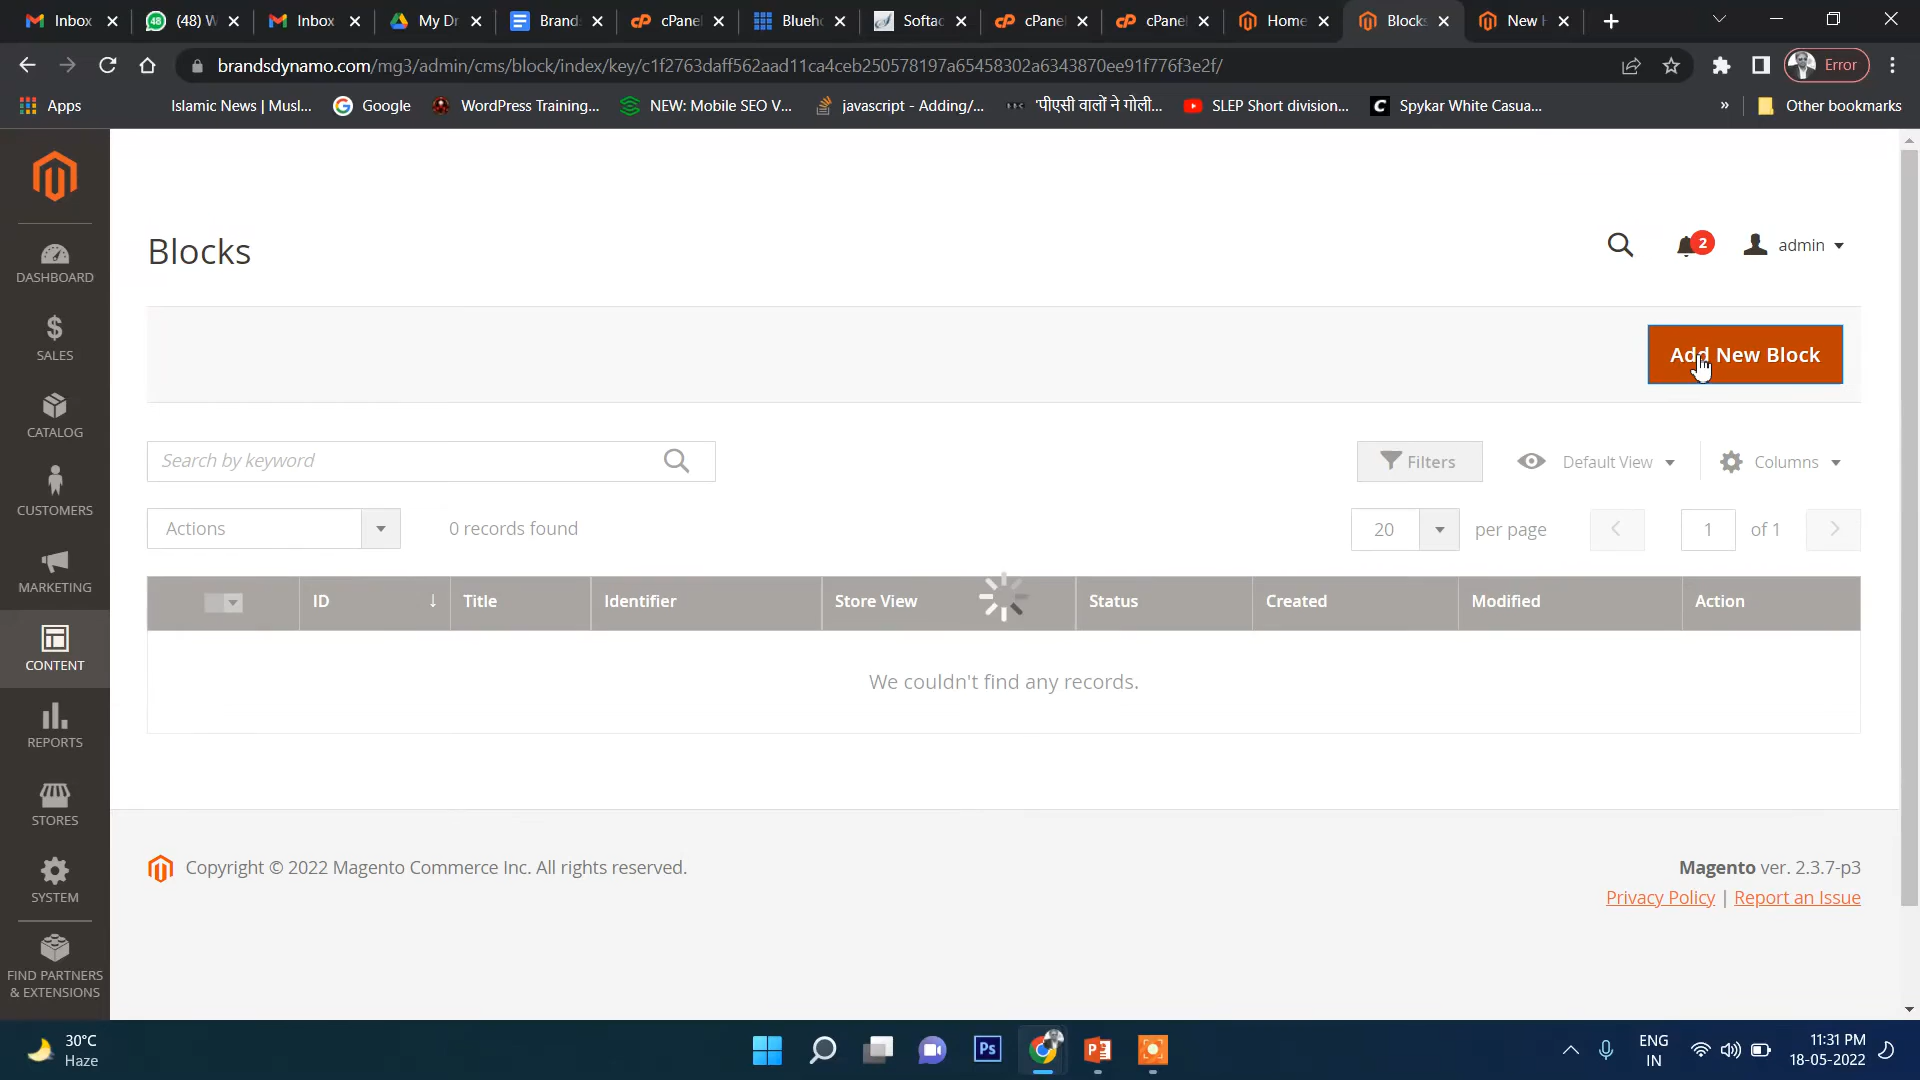 Inbox
(48) W
Inbox
My Dr
Brands
cPanel
Blueho
Softac
cPanel
cPanel
Home
Blocks
New H
brandsdynamo.com/mg3/admin/cms/block/index/key/c1f2763daff562aad11ca4ceb250578197a65458302a6343870ee91f776f3e2f/
Error
Apps
Islamic News | Musl...
Google
WordPress Training...
NEW: Mobile SEO V...
javascript - Adding/...
'पीएसी वालों ने गोली...
SLEP Short division...
Spykar White Casua...
»
Other bookmarks
Blocks
2
admin
DASHBOARD
SALES
CATALOG
CUSTOMERS
MARKETING
CONTENT
REPORTS
STORES
SYSTEM
FIND PARTNERS
& EXTENSIONS
Add New Block
Search by keyword
Filters
Default View
Columns
Actions
0 records found
20
per page
1
of 1
ID
Title
Identifier
Store View
Status
Created
Modified
Action
We couldn't find any records.
Copyright © 2022 Magento Commerce Inc. All rights reserved.
Magento ver. 2.3.7-p3
Privacy Policy | Report an Issue
30°C
Haze
Ps
ENG
IN
11:31 PM
18-05-2022